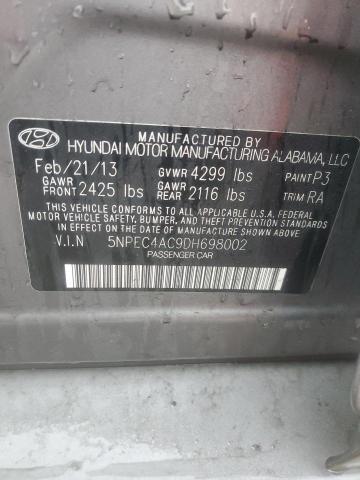 MANUFACTURED BY
HYUNDAI MOTOR MANUFACTURING ALABAMA, LLC
Feb/21/13 GVWR 4299 lbs PAINT P3
GAWR FRONT 2425 lbs GAWR REAR 2116 lbs TRIM RA
THIS VEHICLE CONFORMS TO ALL APPLICABLE U.S.A FEDERAL
MOTOR VEHICLE SAFETY, BUMPER, AND THEFT PREVENTION
STANDARDS IN EFFECT ON THE DATE OF MANUFACTURE SHOWN ABOVE.
V.I.N 5NPEC4AC9DH698002
PASSENGER CAR